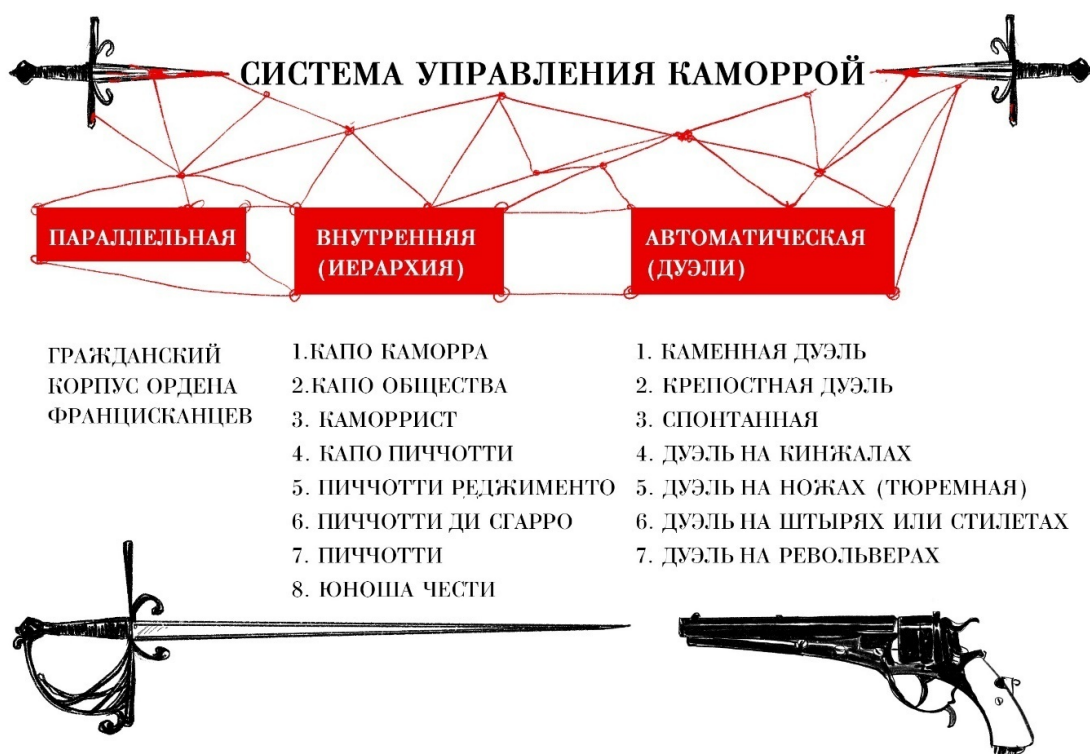 СИСТЕМА УПРАВЛЕНИЯ КАМОРРОЙ
ПАРАЛЛЕЛЬНАЯ
ВНУТРЕННЯЯ
(ИЕРАРХИЯ)
АВТОМАТИЧЕСКАЯ
(ДУЭЛИ)
ГРАЖДАНСКИЙ
КОРПУС ОРДЕНА
ФРАНЦИСКАНЦЕВ
1.КАПО КАМОРРА
2.КАПО ОБЩЕСТВА
3. КАМОРРИСТ
4. КАПО ПИЧЧОТТИ
5. ПИЧЧОТТИ РЕДЖИМЕНТО
6. ПИЧЧОТТИ ДИ СГАРРО
7. ПИЧЧОТТИ
8. ЮНОША ЧЕСТИ
1. КАМЕННАЯ ДУЭЛЬ
2. КРЕПОСТНАЯ ДУЭЛЬ
3. СПОНТАННАЯ
4. ДУЭЛЬ НА КИНЖАЛАХ
5. ДУЭЛЬ НА НОЖАХ (ТЮРЕМНАЯ)
6. ДУЭЛЬ НА ШТЫРЯХ ИЛИ СТИЛЕТАХ
7. ДУЭЛЬ НА РЕВОЛЬВЕРАХ